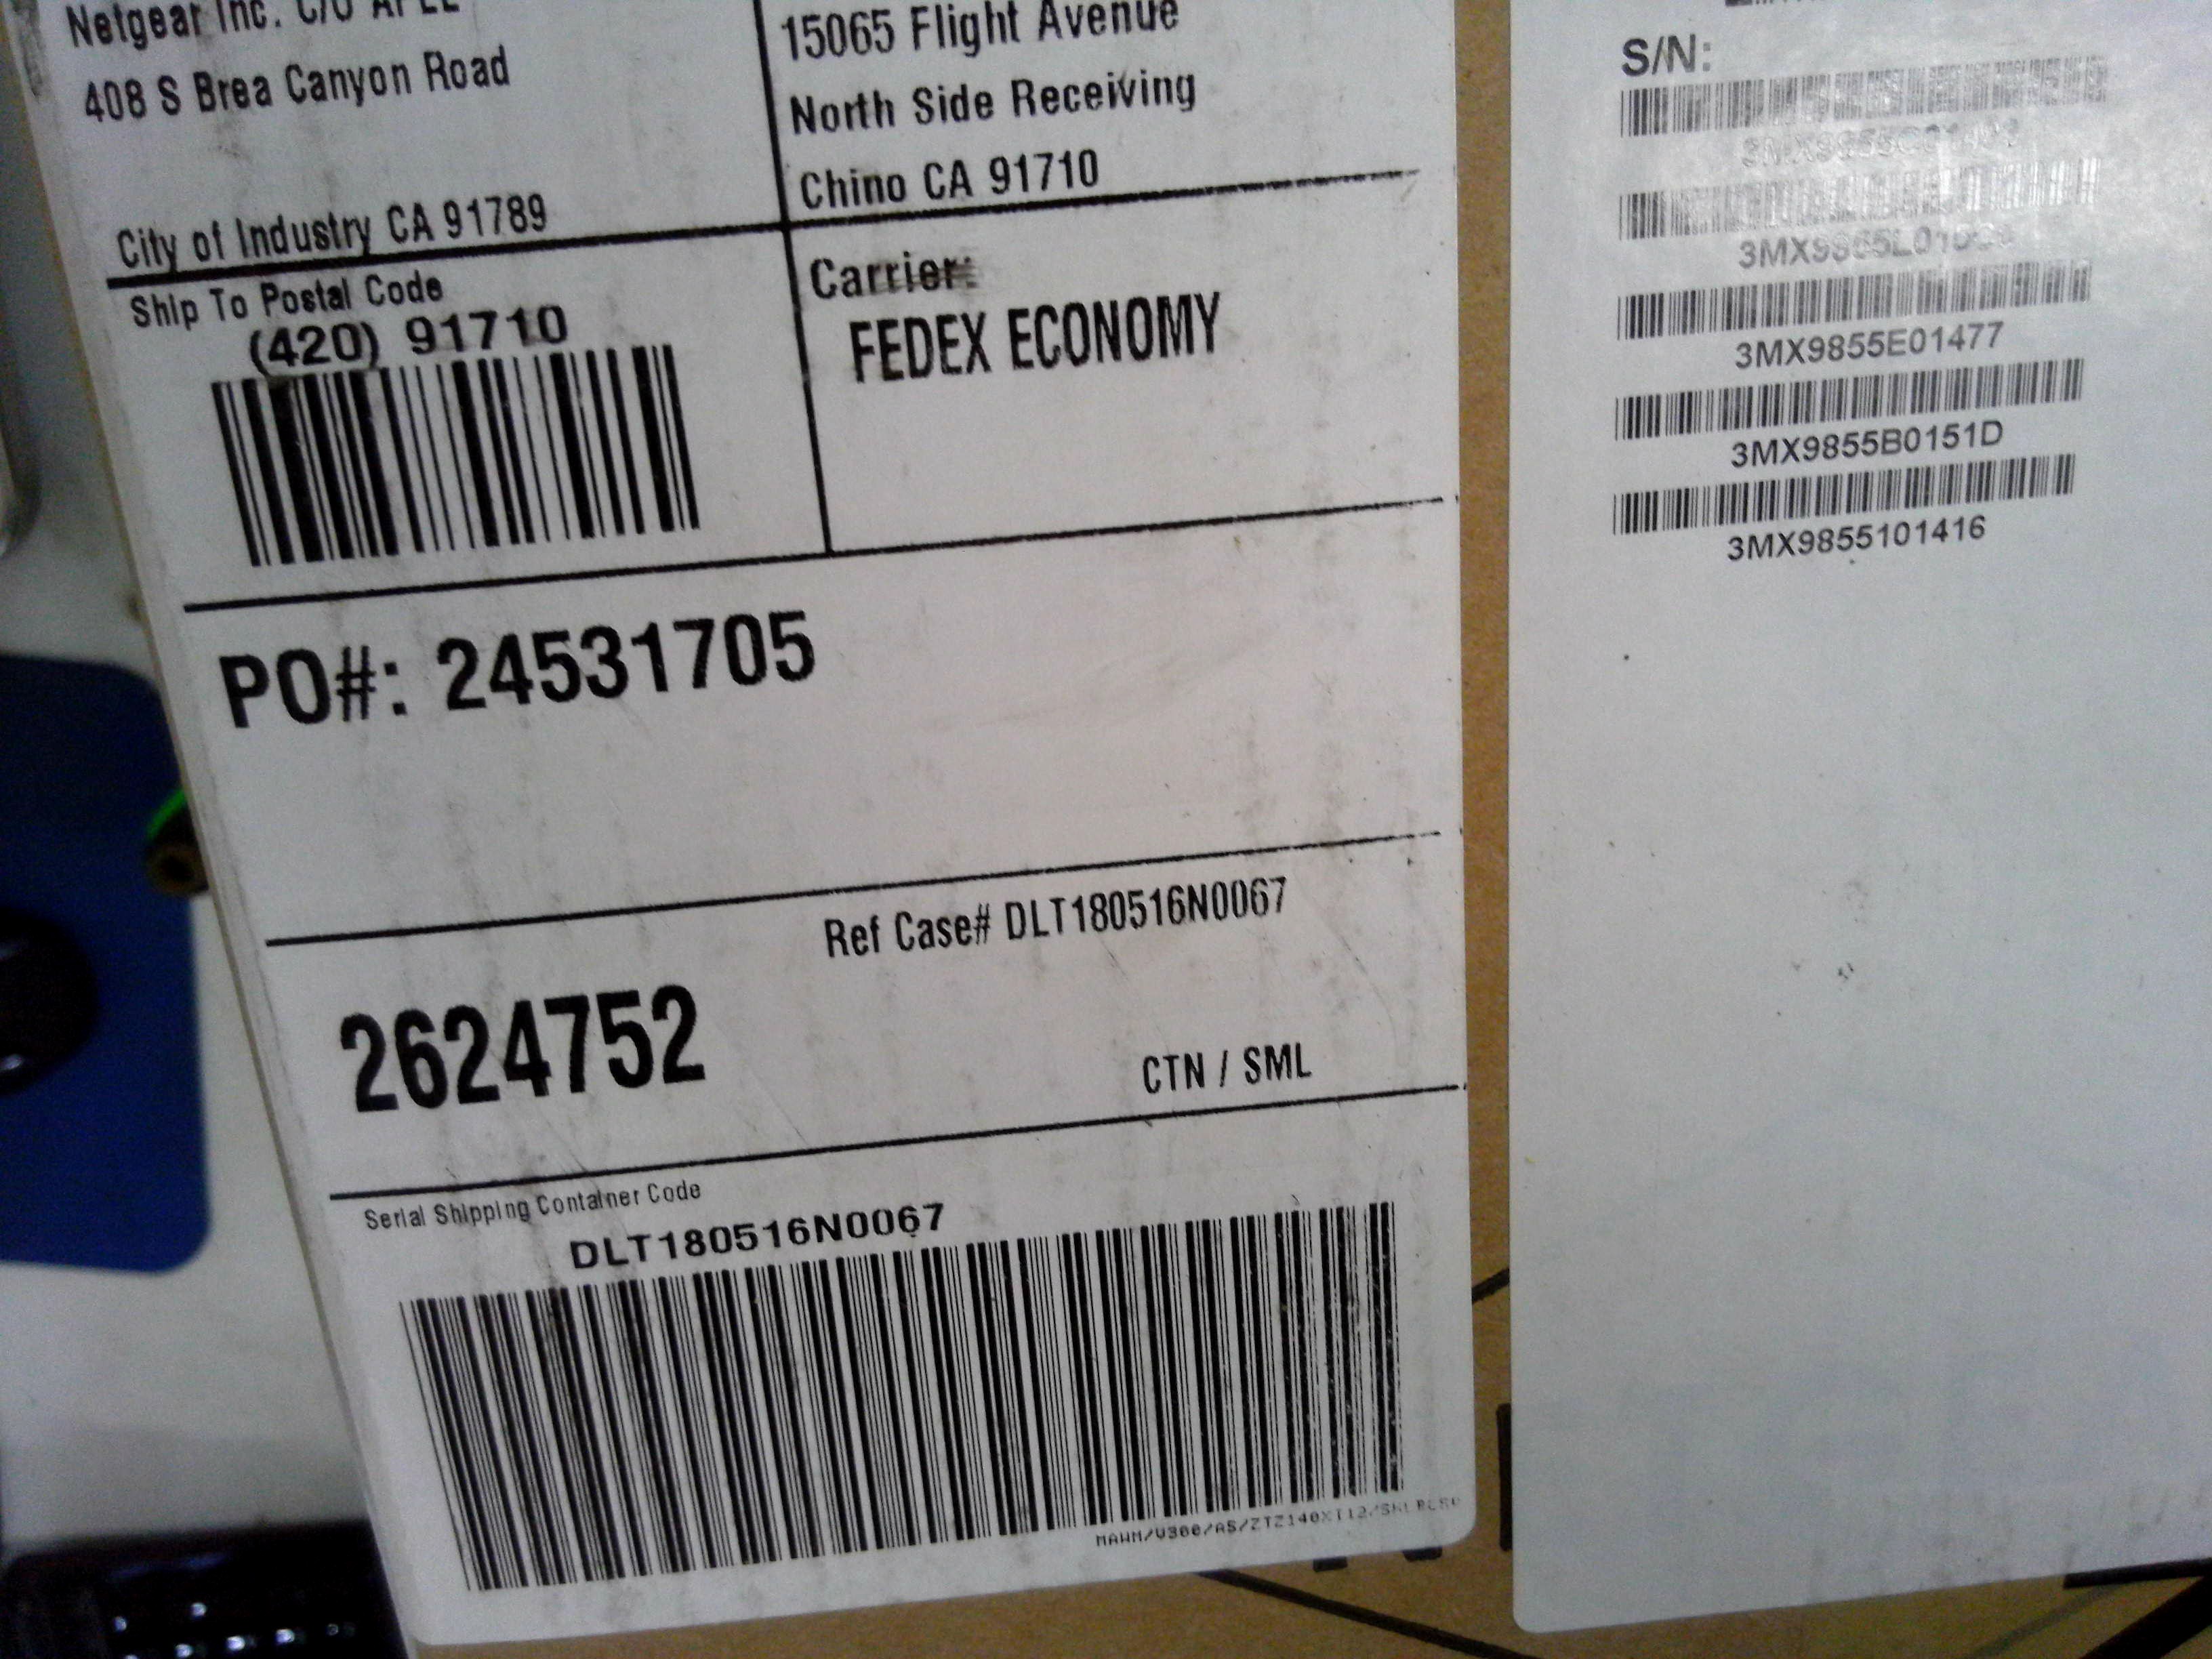 Netgear Inc. C/O
408 S Brea Canyon Road
City of Industry CA 91789
15065 Flight Avenue
North Side Receiving
Chino CA 91710
Ship To Postal Code
(420) 91710
Carrier:
FEDEX ECONOMY
PO#: 24531705
Ref Case# DLT180516N0067
2624752
CTN / SML
Serial Shipping Container Code
DLT180516N0067
S/N:
3MX9855E01477
3MX9855B0151D
3MX9855101416